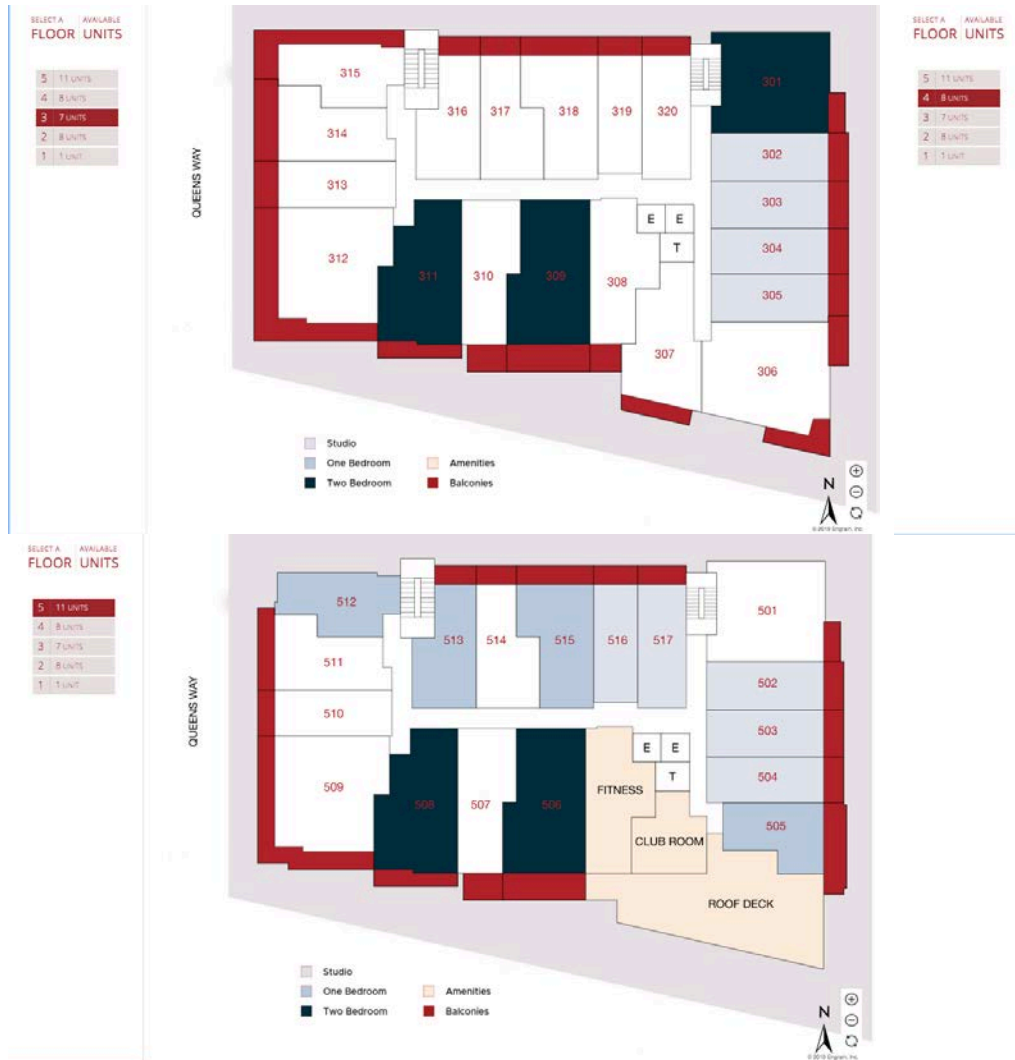 SELECT A AVAILABLE
FLOOR UNITS
5 11 UNITS
4 8 UNITS
3 7 UNITS
2 8 UNITS
1 1 UNIT
QUEENS WAY
315
314
313
312
316 317 318 319 320
301
302
303
304
305
306
E E
T
311 310 309 308
307
Studio
One Bedroom
Two Bedroom
Amenities
Balconies
N
© 2019 Engrain, Inc.
SELECT A AVAILABLE
FLOOR UNITS
5 11 UNITS
4 8 UNITS
3 7 UNITS
2 8 UNITS
1 1 UNIT
SELECT A AVAILABLE
FLOOR UNITS
5 11 UNITS
4 8 UNITS
3 7 UNITS
2 8 UNITS
1 1 UNIT
QUEENS WAY
512
511
510
509
513 514 515 516 517
501
502
503
504
505
E E
T
508 507 506
FITNESS
CLUB ROOM
ROOF DECK
Studio
One Bedroom
Two Bedroom
Amenities
Balconies
N
© 2019 Engrain, Inc.